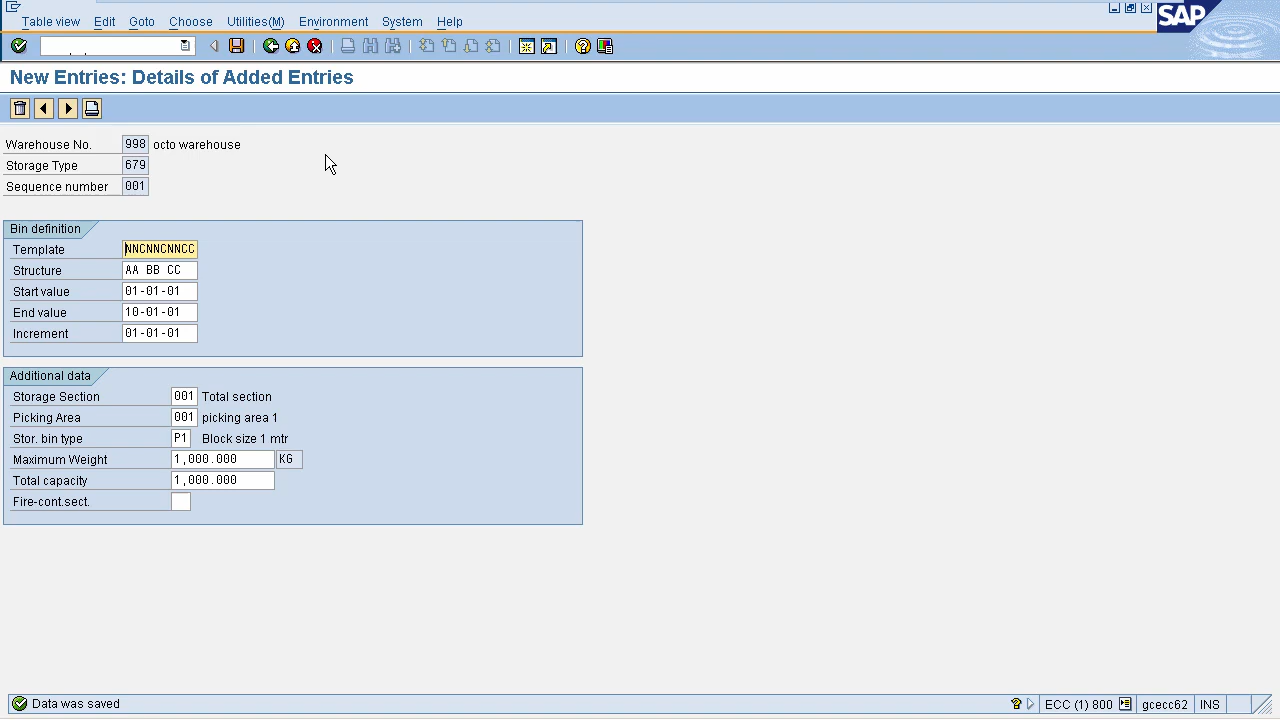 Table view Edit Goto Choose Utilities(M) Environment System Help
SAP
New Entries: Details of Added Entries
Warehouse No. 998 octo warehouse
Storage Type 679
Sequence number 001
Bin definition
Template NNCNNCNNCC
Structure AA BB CC
Start value 01-01-01
End value 10-01-01
Increment 01-01-01
Additional data
Storage Section 001 Total section
Picking Area 001 picking area 1
Stor. bin type P1 Block size 1 mtr
Maximum Weight 1,000.000 KG
Total capacity 1,000.000
Fire-cont.sect.
Data was saved ECC (1) 800 gcecc62 INS